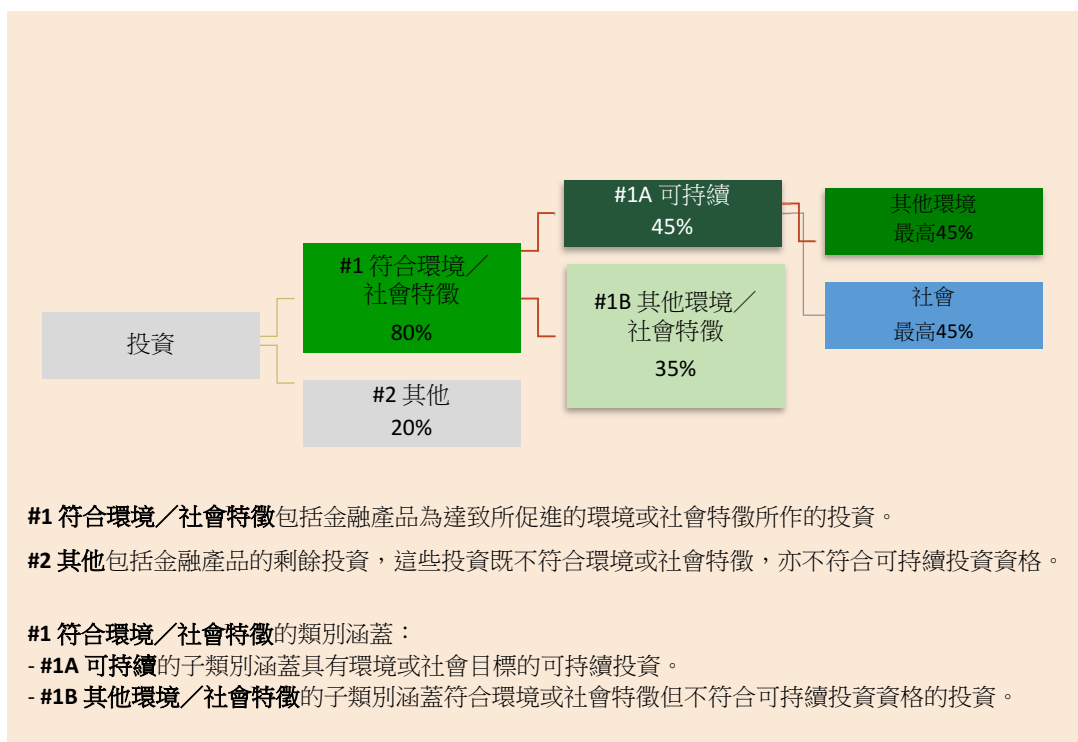 #1A 可持續
45%
其他環境
最高45%
#1 符合環境／
社會特徵
80%
#1B 其他環境／
社會特徵
35%
社會
最高45%
投資
#2 其他
20%
#1 符合環境／社會特徵包括金融產品為達致所促進的環境或社會特徵所作的投資。
#2 其他包括金融產品的剩餘投資，這些投資既不符合環境或社會特徵，亦不符合可持續投資資格。
#1 符合環境／社會特徵的類別涵蓋：
- #1A 可持續的子類別涵蓋具有環境或社會目標的可持續投資。
- #1B 其他環境／社會特徵的子類別涵蓋符合環境或社會特徵但不符合可持續投資資格的投資。